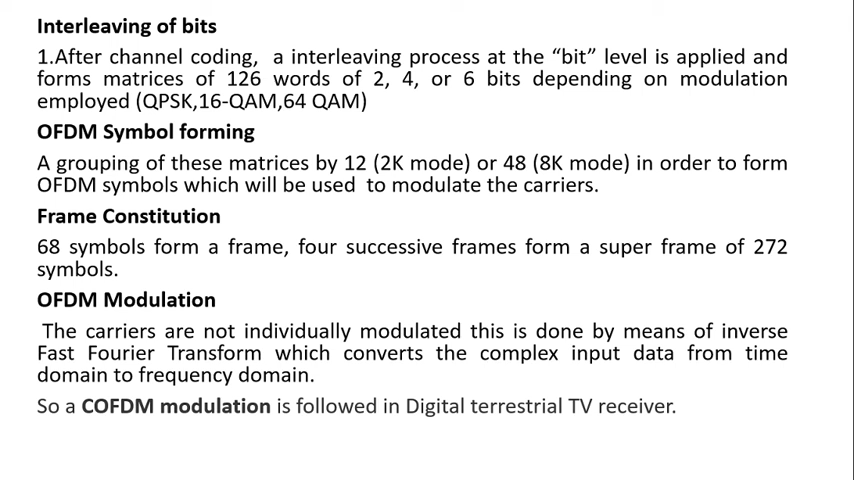 Interleaving of bits
1.After channel coding, a interleaving process at the “bit” level is applied and
forms matrices of 126 words of 2, 4, or 6 bits depending on modulation
employed (QPSK,16-QAM,64 QAM)
OFDM Symbol forming
A grouping of these matrices by 12 (2K mode) or 48 (8K mode) in order to form
OFDM symbols which will be used to modulate the carriers.
Frame Constitution
68 symbols form a frame, four successive frames form a super frame of 272
symbols.
OFDM Modulation
The carriers are not individually modulated this is done by means of inverse
Fast Fourier Transform which converts the complex input data from time
domain to frequency domain.
So a COFDM modulation is followed in Digital terrestrial TV receiver.